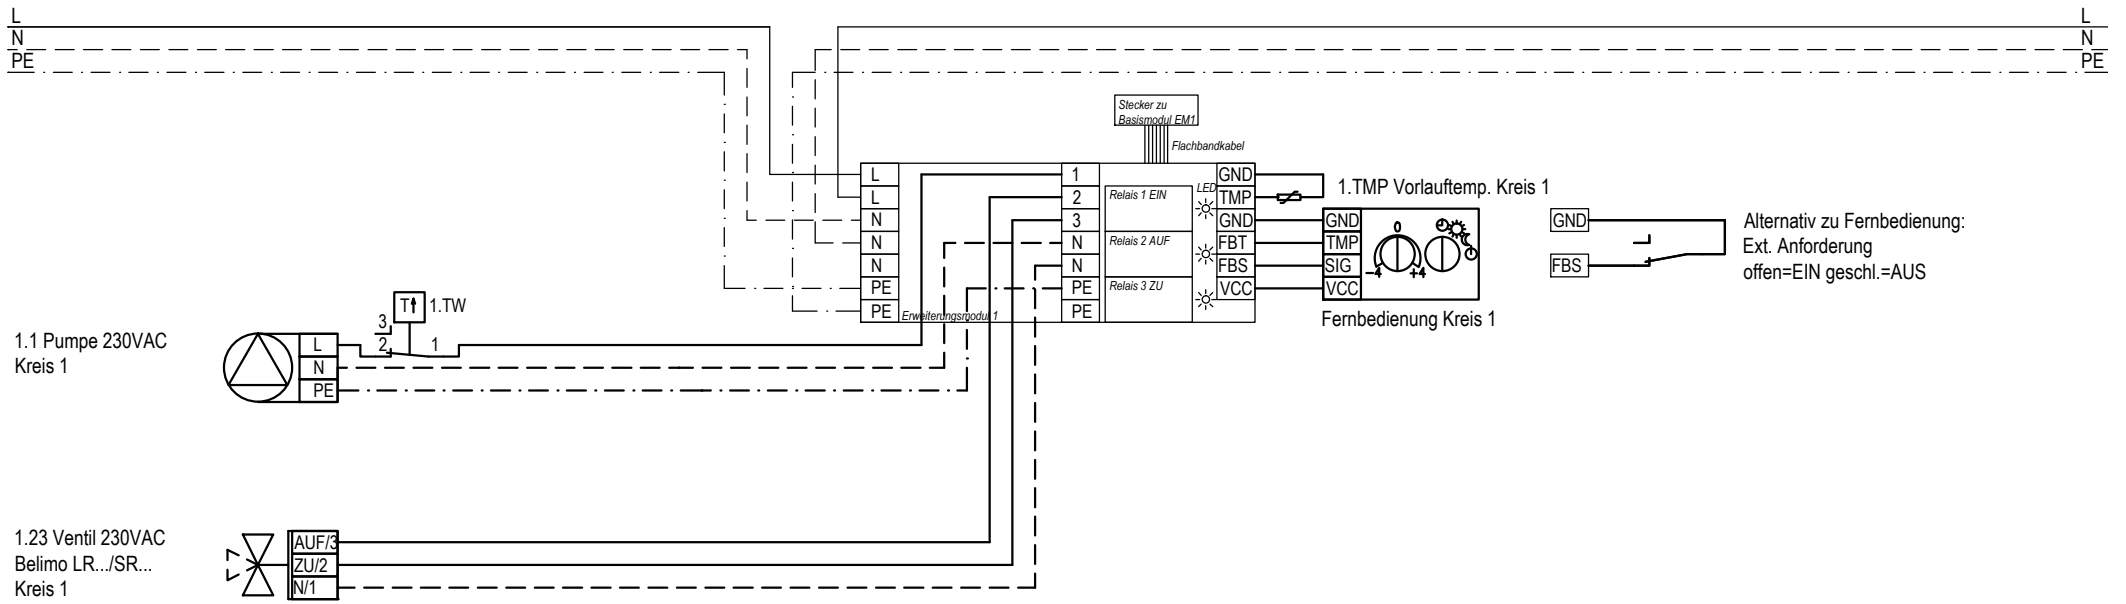 L
N
PE
L
N
PE
Stecker zu
Basismodul EM1
Flachbandkabel
L
L
N
N
N
PE
PE
Erweiterungsmodul 1
1
2
3
N
N
PE
PE
Relais 1 EIN
Relais 2 AUF
Relais 3 ZU
LED
GND
TMP
GND
FBT
FBS
VCC
1.TMP Vorlauftemp. Kreis 1
GND
TMP
SIG
VCC
0
-4
+4
Fernbedienung Kreis 1
GND
FBS
Alternativ zu Fernbedienung:
Ext. Anforderung
offen=EIN geschl.=AUS
1.1 Pumpe 230VAC
Kreis 1
L
N
PE
T
1.TW
3
2
1
1.23 Ventil 230VAC
Belimo LR.../SR...
Kreis 1
AUF/3
ZU/2
N/1